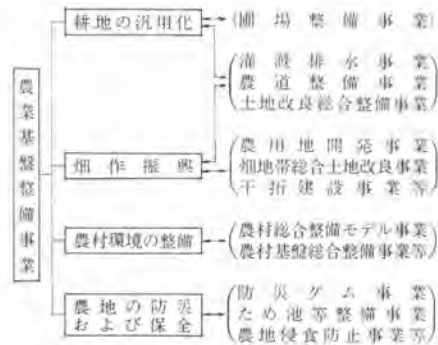 農業基盤整備事業
耕地の汎用化
(圃場整備事業)
灌漑排水事業
農道整備事業
土地改良総合整備事業
畑作振興
農用地開発事業
畑地帯総合土地改良事業
干拓建設事業等
農村環境の整備
農村総合整備モデル事業
農村基盤総合整備事業等
農地の防災
および保全
防災ダム事業
ため池等整備事業
農地侵食防止事業等